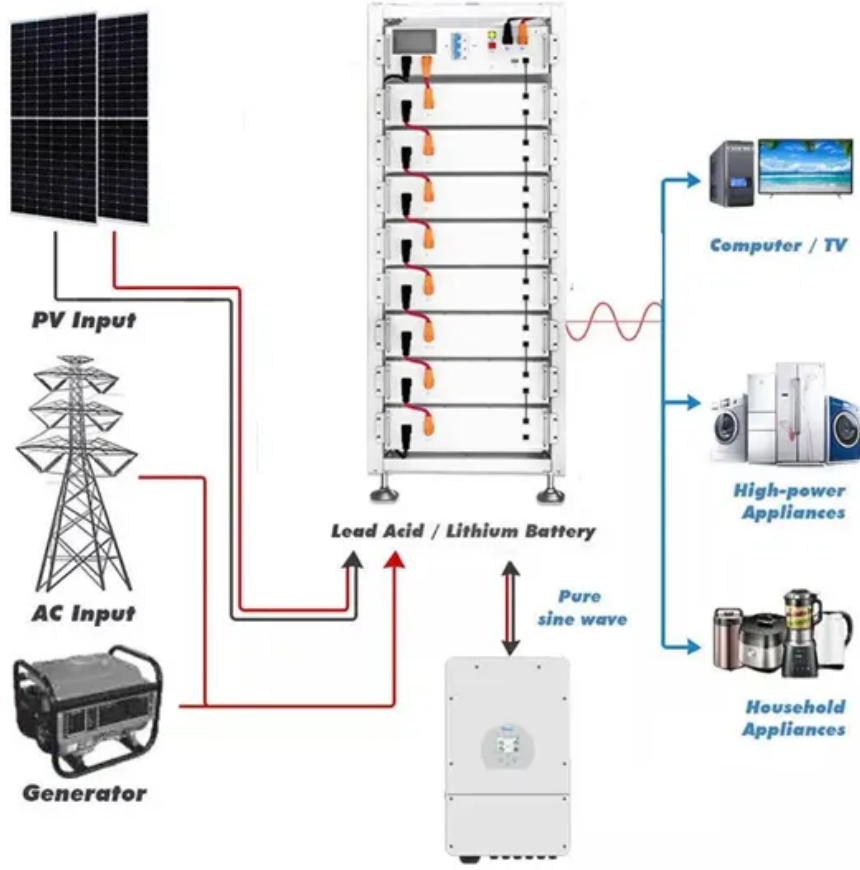 PV Input
AC Input
Generator
Lead Acid / Lithium Battery
Pure
sine wave
Computer / TV
High-power
Appliances
Household
Appliances